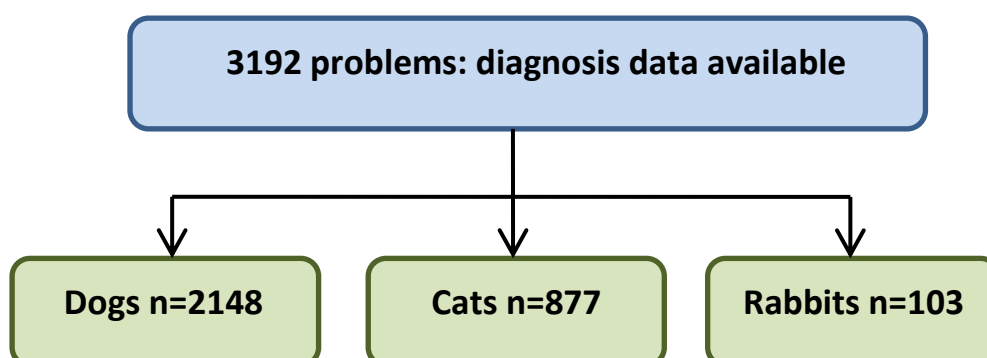 3192 problems: diagnosis data available
Dogs n=2148
Cats n=877
Rabbits n=103